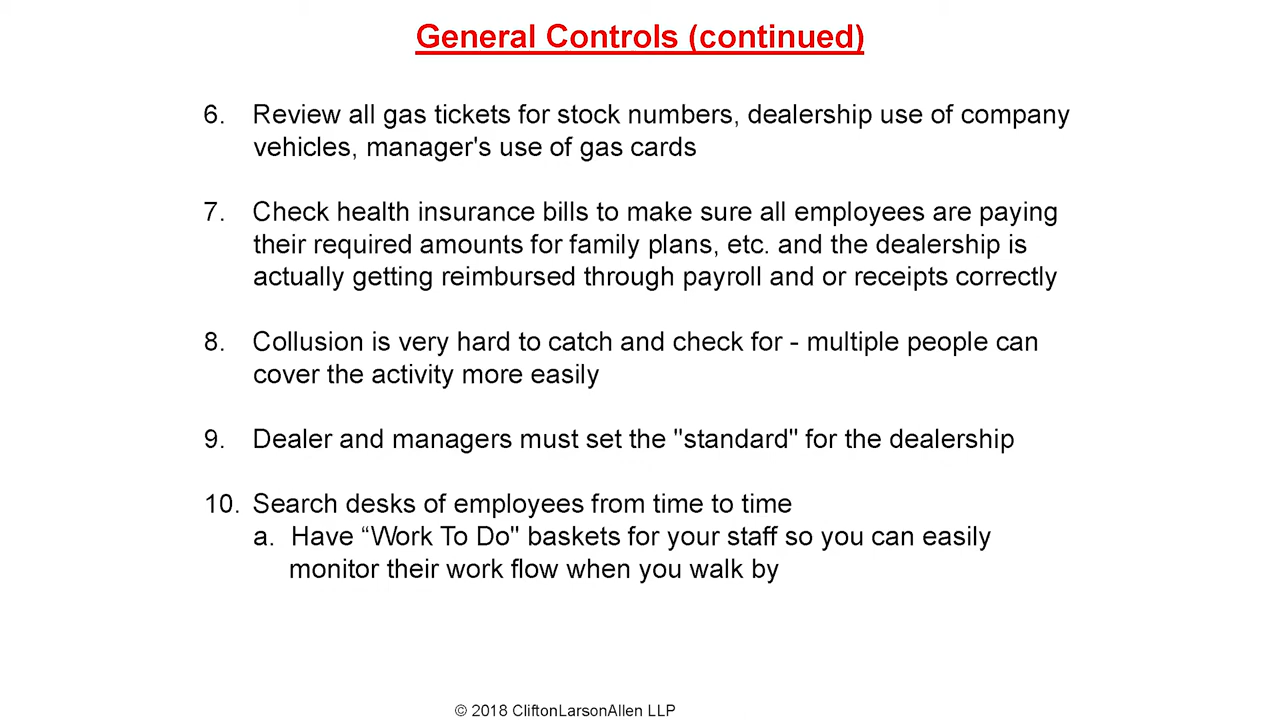 General Controls (continued)
6. Review all gas tickets for stock numbers, dealership use of company
vehicles, manager's use of gas cards
7. Check health insurance bills to make sure all employees are paying
their required amounts for family plans, etc. and the dealership is
actually getting reimbursed through payroll and or receipts correctly
8. Collusion is very hard to catch and check for - multiple people can
cover the activity more easily
9. Dealer and managers must set the "standard" for the dealership
10. Search desks of employees from time to time
a. Have “Work To Do" baskets for your staff so you can easily
monitor their work flow when you walk by
© 2018 CliftonLarsonAllen LLP